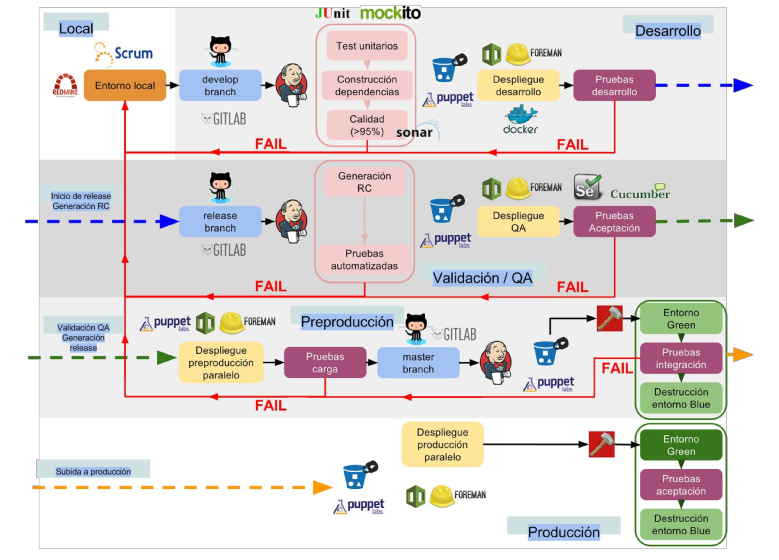 JUnit mockito
Local
Desarrollo
Scrum
REDMINE
Entorno local
develop
branch
GITLAB
Test unitarios
Construcción
dependencias
Calidad
(>95%)
sonar
puppet
labs
FOREMAN
Despliegue
desarrollo
docker
Pruebas
desarrollo
FAIL
FAIL
Inicio de release
Generación RC
release
branch
GITLAB
Generación
RC
Pruebas
automatizadas
puppet
labs
FOREMAN
Despliegue
QA
Se
Cucumber
Pruebas
Aceptación
Validación / QA
FAIL
FAIL
Validación QA
Generación
release
puppet
labs
FOREMAN
Preproducción
Despliegue
preproducción
paralelo
Pruebas
carga
GITLAB
master
branch
puppet
labs
Entorno
Green
Pruebas
integración
Destrucción
entorno Blue
FAIL
FAIL
Subida a producción
puppet
labs
FOREMAN
Despliegue
producción
paralelo
Entorno
Green
Pruebas
aceptación
Destrucción
entorno Blue
Producción